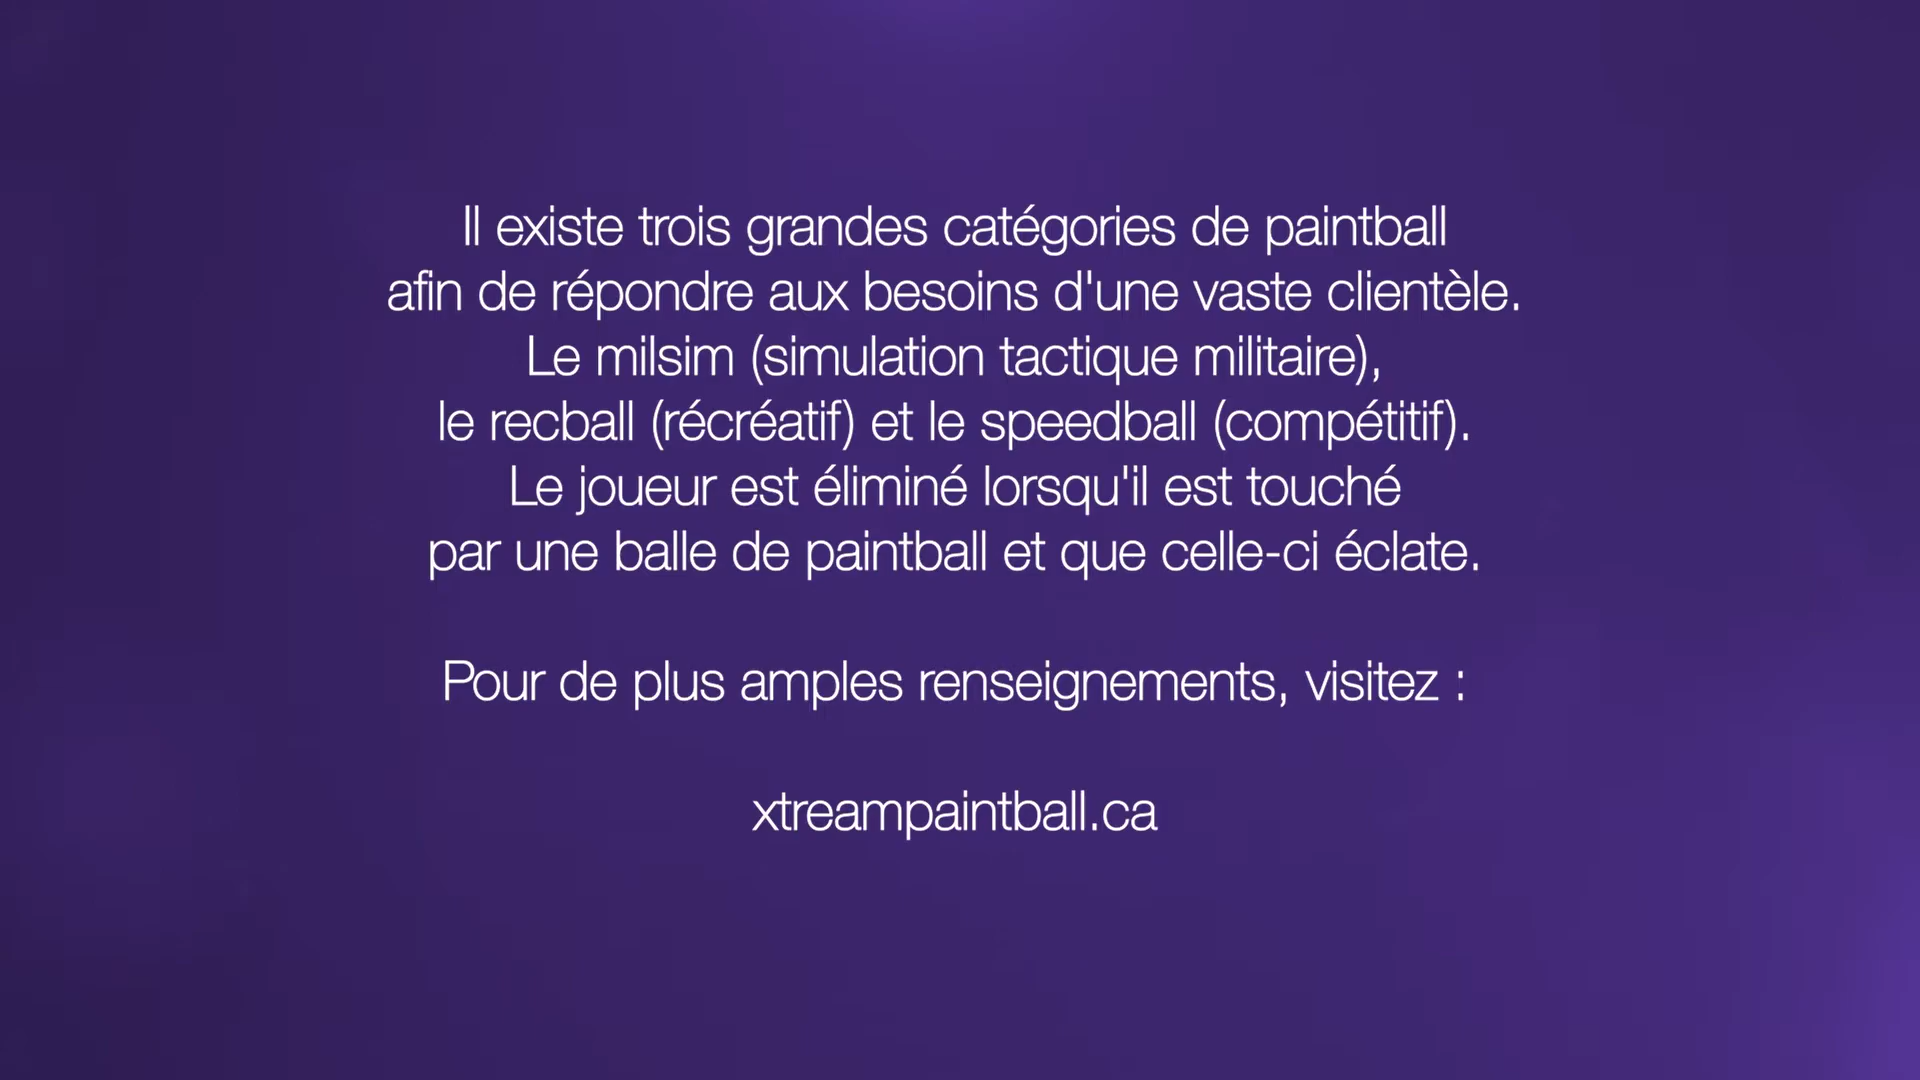 Il existe trois grandes catégories de paintball
afin de répondre aux besoins d'une vaste clientèle.
Le milsim (simulation tactique militaire),
le recball (récréatif) et le speedball (compétitif).
Le joueur est éliminé lorsqu'il est touché
par une balle de paintball et que celle-ci éclate.
Pour de plus amples renseignements, visitez :
xtreampaintball.ca